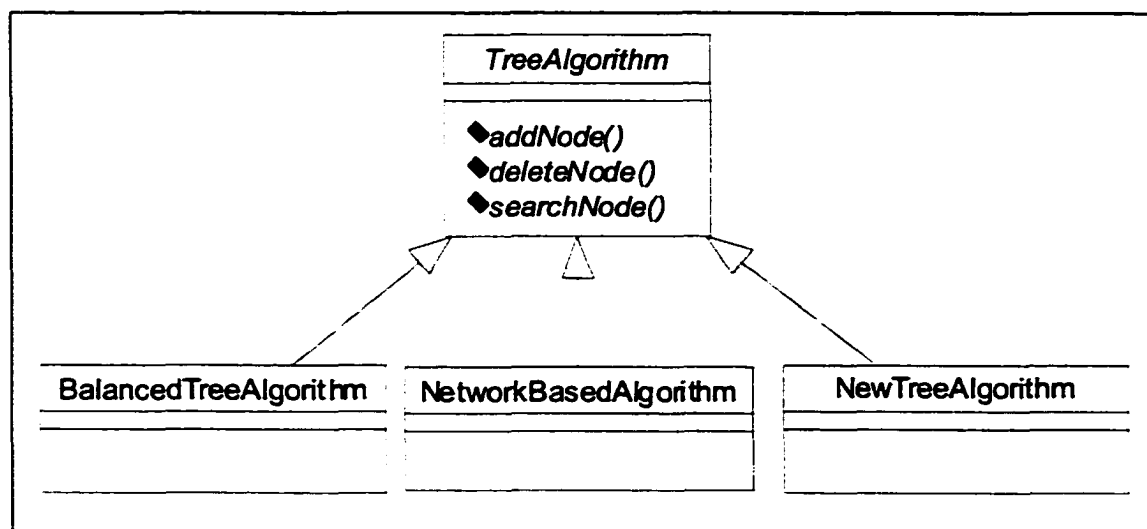 TreeAlgorithm
addNode()
deleteNode()
searchNode()
BalancedTreeAlgorithm
NetworkBasedAlgorithm
NewTreeAlgorithm